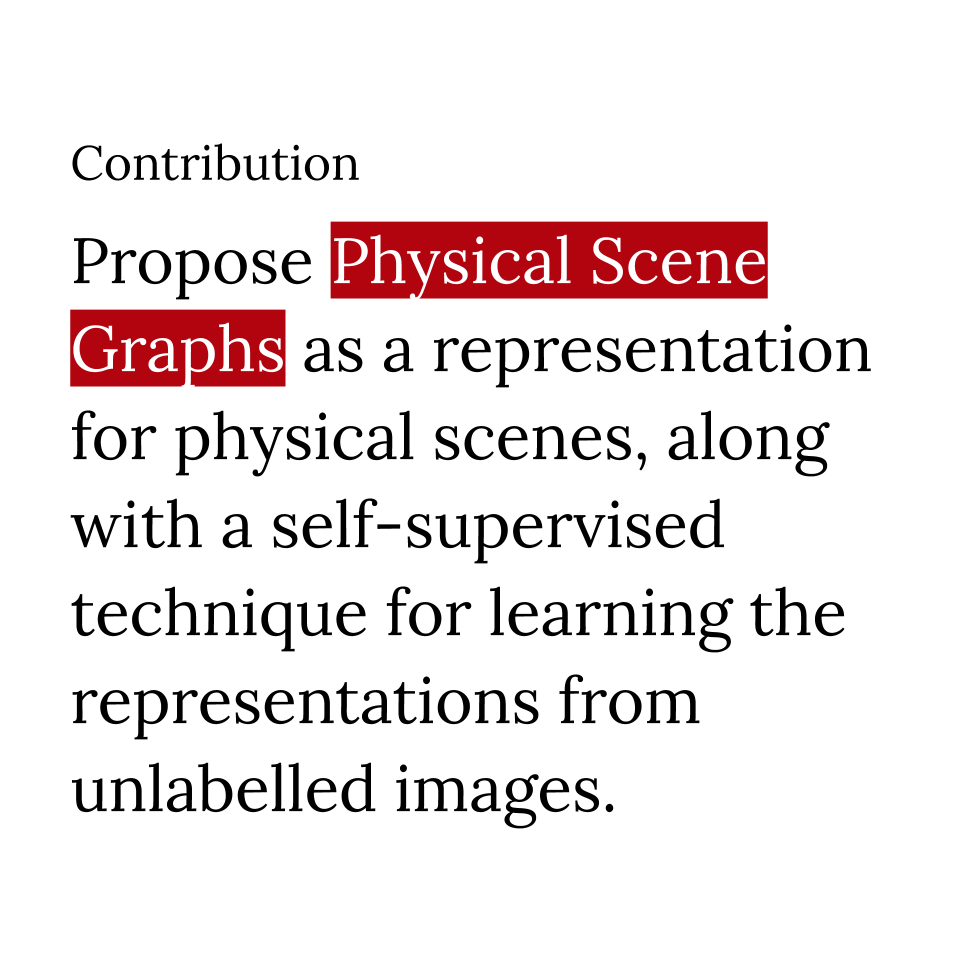 Contribution
Propose Physical Scene
Graphs as a representation
for physical scenes, along
with a self-supervised
technique for learning the
representations from
unlabelled images.